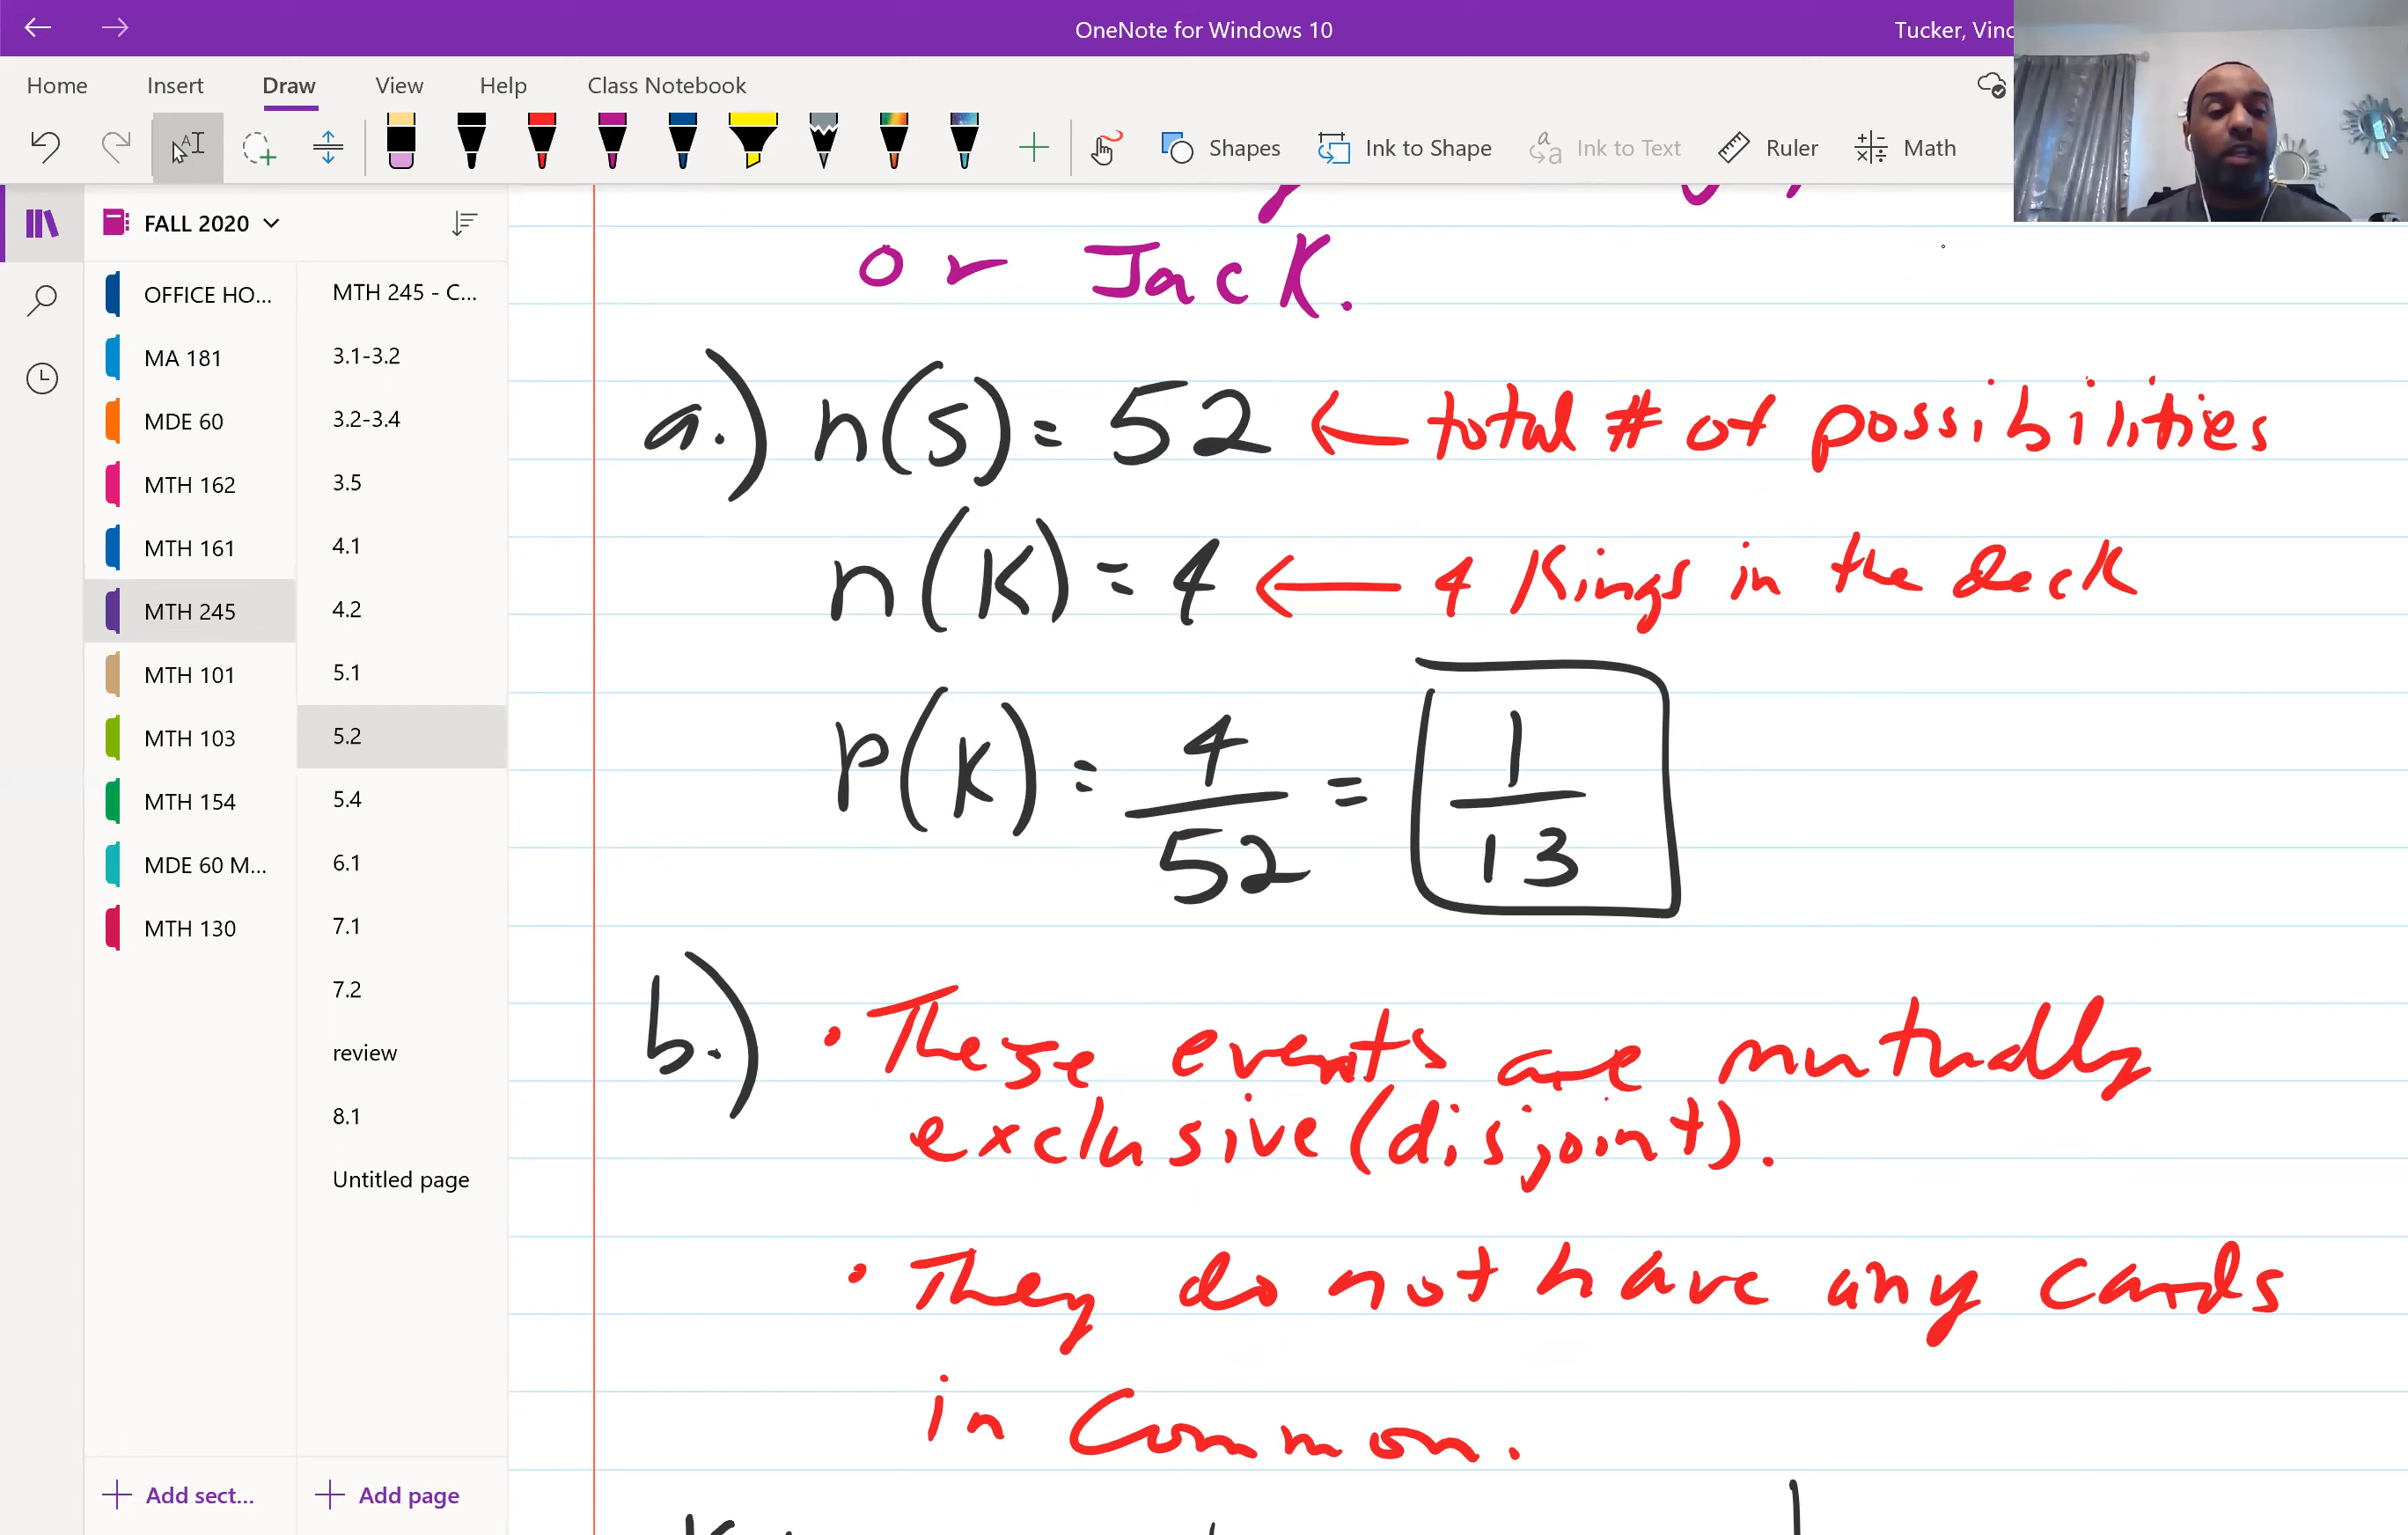 OneNote for Windows 10
Tucker, Vinc
Home Insert Draw View Help Class Notebook
Shapes Ink to Shape Ink to Text Ruler Math
FALL 2020
OFFICE HO...
MA 181
MDE 60
MTH 162
MTH 161
MTH 245
MTH 101
MTH 103
MTH 154
MDE 60 M...
MTH 130
Add sect...
MTH 245 - C...
3.1-3.2
3.2-3.4
3.5
4.1
4.2
5.1
5.2
5.4
6.1
7.1
7.2
review
8.1
Untitled page
Add page
or Jack.
a.) n(S) = 52 ← total # of possibilities
n(K) = 4 ← 4 Kings in the deck
P(K) = 4/52 = 1/13
b.) • These events are mutually
exclusive (disjoint).
• They do not have any cards
in Common.